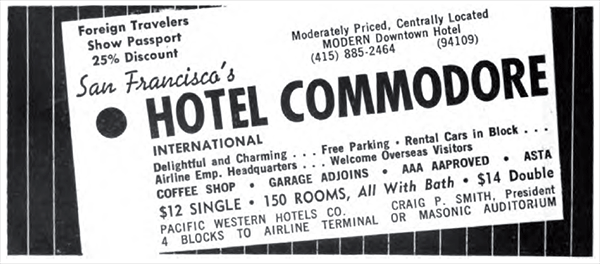 Foreign Travelers
Show Passport
25% Discount
Moderately Priced, Centrally Located
MODERN Downtown Hotel
(415) 885-2464 (94109)
San Francisco's
HOTEL COMMODORE
INTERNATIONAL
Delightful and Charming . . . Free Parking • Rental Cars in Block . . .
Airline Emp. Headquarters . . . Welcome Overseas Visitors
COFFEE SHOP • GARAGE ADJOINS • AAA AAPROVED • ASTA
$12 SINGLE • 150 ROOMS, All With Bath • $14 Double
PACIFIC WESTERN HOTELS CO. CRAIG P. SMITH, President
4 BLOCKS TO AIRLINE TERMINAL OR MASONIC AUDITORIUM